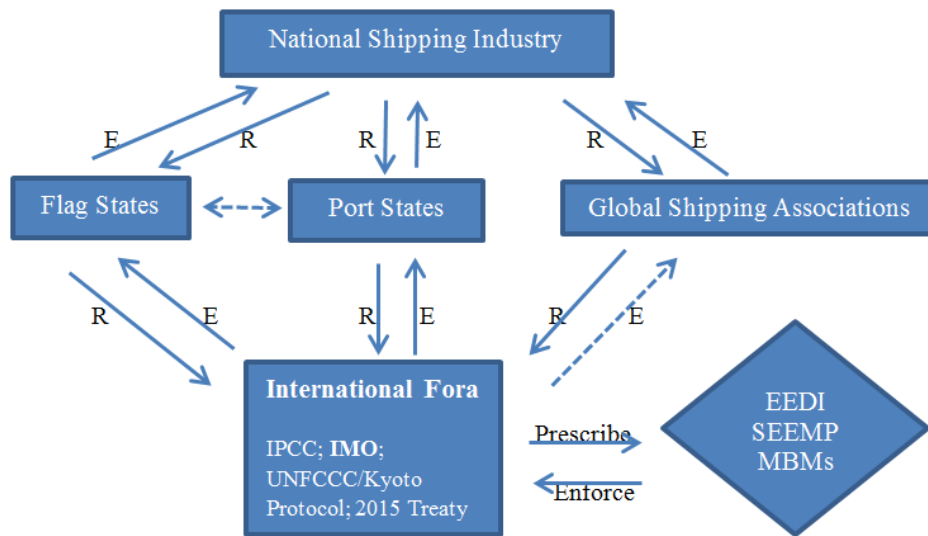 National Shipping Industry
E
R
R
E
R
E
Flag States
Port States
Global Shipping Associations
R
E
R
E
R
E
International Fora
IPCC; IMO;
UNFCCC/Kyoto
Protocol; 2015 Treaty
Prescribe
Enforce
EEDI
SEEMP
MBMs